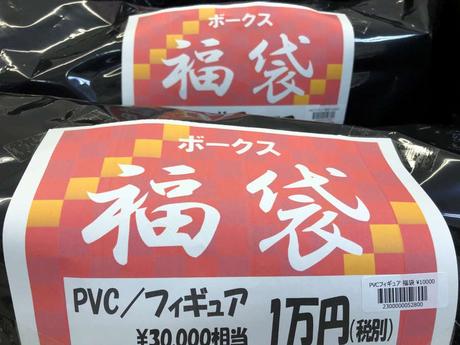 ボークス
福袋
ボークス
福袋
PVCフィギュア 福袋 ¥10000
2300000052800
PVC/フィギュア
¥30,000相当
1万円(税別)